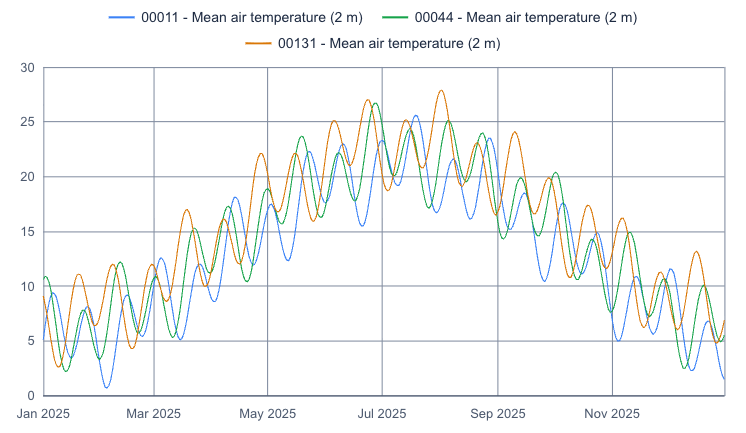 00011 - Mean air temperature (2 m) 00044 - Mean air temperature (2 m)
00131 - Mean air temperature (2 m)
30
25
20
15
10
5
0
Jan 2025 Mar 2025 May 2025 Jul 2025 Sep 2025 Nov 2025